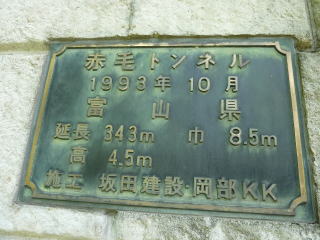 赤毛トンネル
1993年 10月
富山県
延長 343m 巾 8.5m
高 4.5m
施工 坂田建設・岡部KK